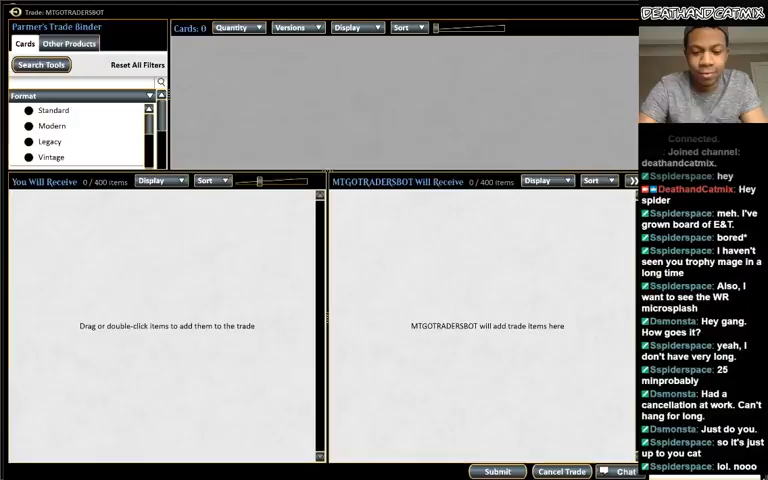 Trade: MTGOTRADERSBOT
DEATHANDCATMIX
Parmer's Trade Binder
Cards: 0
Quantity
Versions
Display
Sort
Cards
Other Products
Search Tools
Reset All Filters
Format
Standard
Modern
Legacy
Vintage
You Will Receive 0 / 400 items
Display
Sort
MTGOTRADERSBOT Will Receive 0 / 400 items
Display
Sort
Drag or double-click items to add them to the trade
MTGOTRADERSBOT will add trade items here
Submit
Cancel Trade
Chat
Connected.
Joined channel:
deathandcatmix.
Sspiderspace: hey
DeathandCatmix: Hey
spider
Sspiderspace: meh. I've
grown board of E&T.
Sspiderspace: bored*
Sspiderspace: I haven't
seen you trophy mage in a
long time
Sspiderspace: Also, I
want to see the WR
microsplash
Dsmonsta: Hey gang.
How goes it?
Sspiderspace: yeah, I
don't have very long.
Sspiderspace: 25
minprobably
Dsmonsta: Had a
cancellation at work. Can't
hang for long.
Dsmonsta: Just do you.
Sspiderspace: so it's just
up to you cat
Sspiderspace: lol. nooo